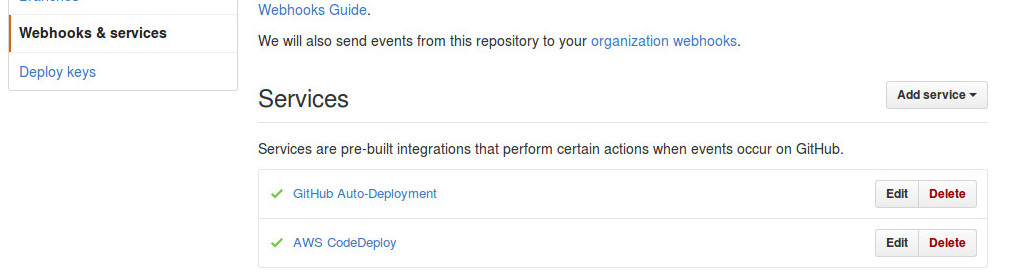 Webhooks Guide.
Webhooks & services
We will also send events from this repository to your organization webhooks.
Deploy keys
Services
Add service
Services are pre-built integrations that perform certain actions when events occur on GitHub.
GitHub Auto-Deployment
Edit
Delete
AWS CodeDeploy
Edit
Delete